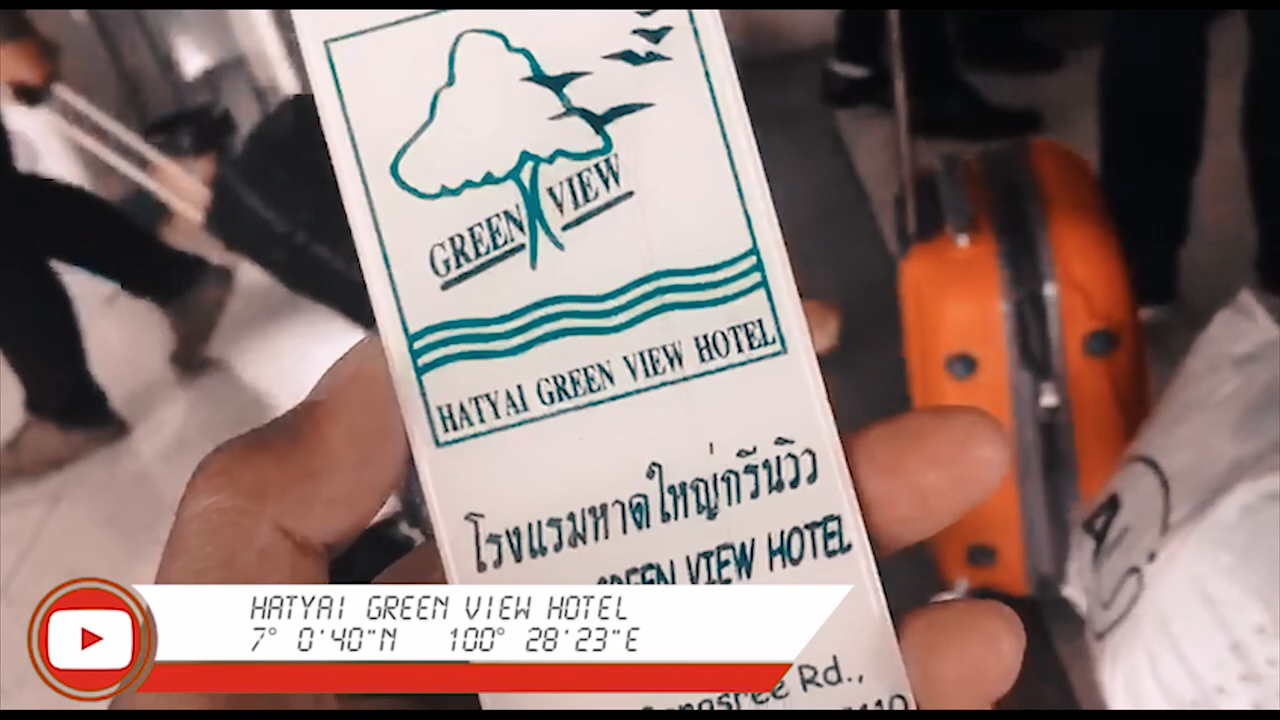 GREEN VIEW
HATYAI GREEN VIEW HOTEL
โรงแรมหาดใหญ่กรีนวิว
GREEN VIEW HOTEL
HATYAI GREEN VIEW HOTEL
7° 0'40"N 100° 28'23"E
Rd.,